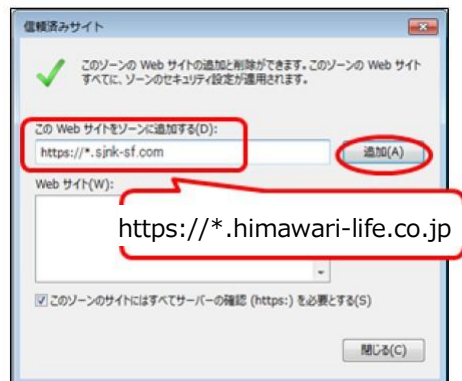 信頼済みサイト
このゾーンの Web サイトの追加と削除ができます。このゾーンの Web サイト
すべてに、ゾーンのセキュリティ設定が適用されます。
この Web サイトをゾーンに追加する(D):
https://*.sjnk-sf.com
追加(A)
Web サイト(W):
https://*.himawari-life.co.jp
このゾーンのサイトにはすべてサーバーの確認 (https:) を必要とする(S)
閉じる(C)